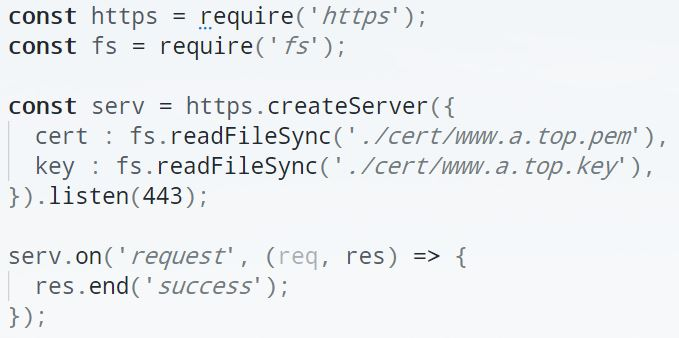 const https = require('https');
const fs = require('fs');
const serv = https.createServer({
cert : fs.readFileSync('./cert/www.a.top.pem'),
key : fs.readFileSync('./cert/www.a.top.key'),
}).listen(443);
serv.on('request', (req, res) => {
res.end('success');
});